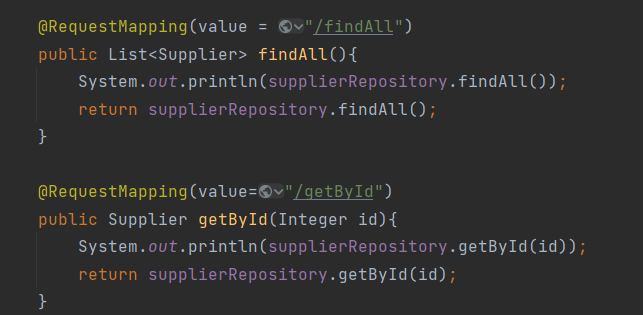 @RequestMapping(value = "/findAll")
public List<Supplier> findAll(){
System.out.println(supplierRepository.findAll());
return supplierRepository.findAll();
}
@RequestMapping(value="/getById")
public Supplier getById(Integer id){
System.out.println(supplierRepository.getById(id));
return supplierRepository.getById(id);
}